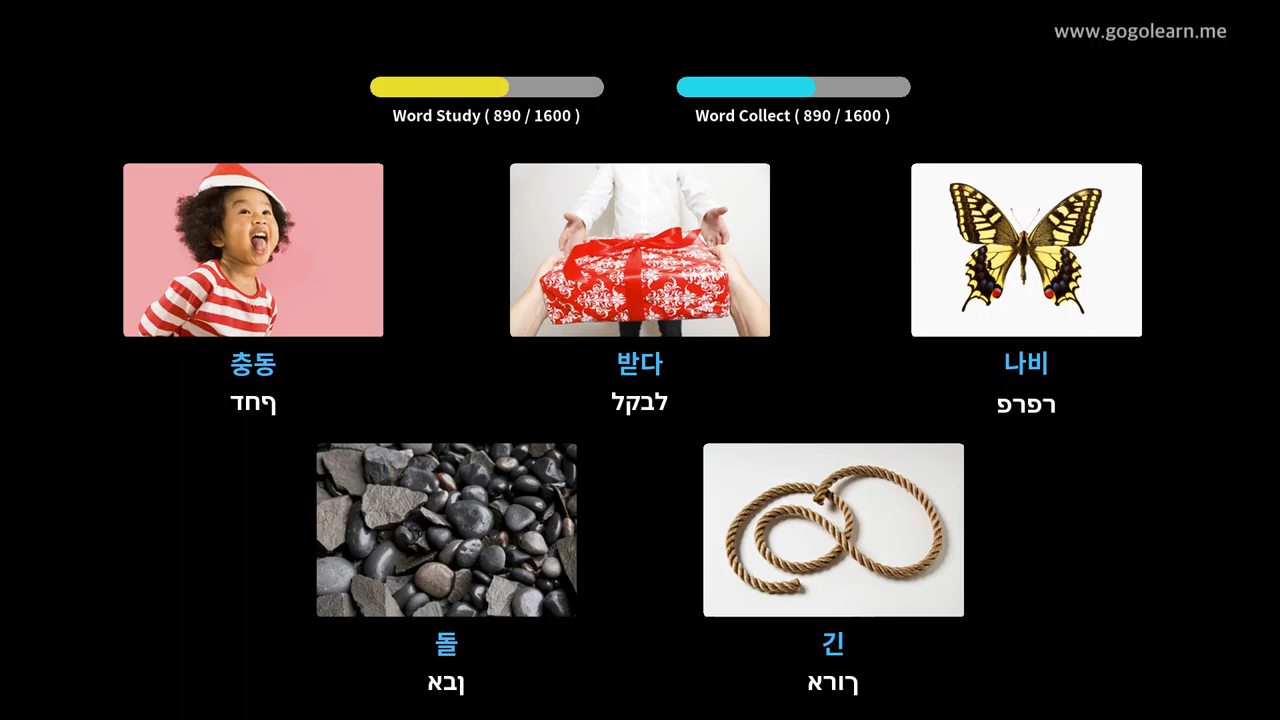 www.gogolearn.me
Word Study ( 890 / 1600 )
Word Collect ( 890 / 1600 )
충동
דחף
받다
לקבל
나비
פרפר
돌
אבן
긴
ארוך